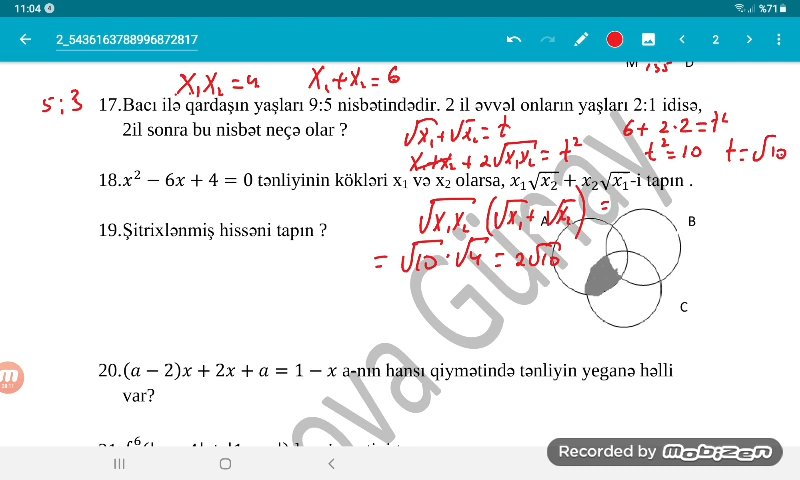 11:04 4 %71
2_5436163788996872817 2
X₁X₂ = 4 X₁+X₂ = 6
5:3 17.Bacı ilə qardaşın yaşları 9:5 nisbətindədir. 2 il əvvəl onların yaşları 2:1 idisə,
2il sonra bu nisbət neçə olar ?
√x₁ + √x₂ = t 6 + 2·2 = t²
x₁+x₂ + 2√x₁x₂ = t² t² = 10 t = √10
18.x² − 6x + 4 = 0 tənliyinin kökləri x₁ və x₂ olarsa, x₁√x₂ + x₂√x₁-i tapın .
√x₁x₂ (√x₁ + √x₂) =
19.Şitrixlənmiş hissəni tapın ?
= √10 · √4 = 2√10
A
B
C
20.(a − 2)x + 2x + a = 1 − x a-nın hansı qiymətində tənliyin yeganə həlli
var?
ova Günay
Recorded by mobizen